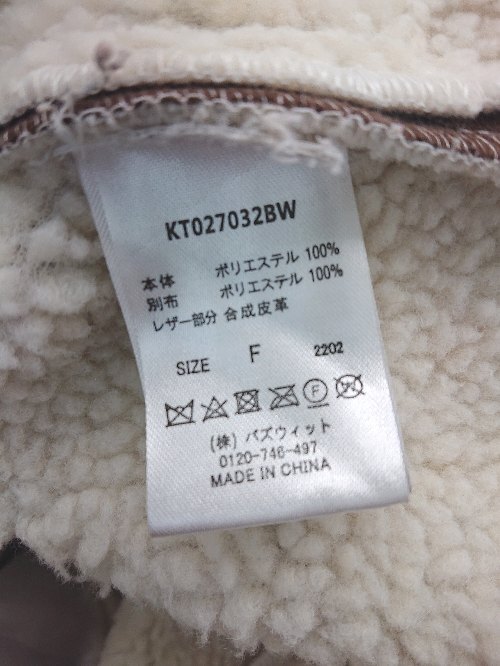 KT027032BW
本体 ポリエステル 100%
別布 ポリエステル 100%
レザー部分 合成皮革
SIZE F 2202
F
(株) バズウィット
0120-746-497
MADE IN CHINA